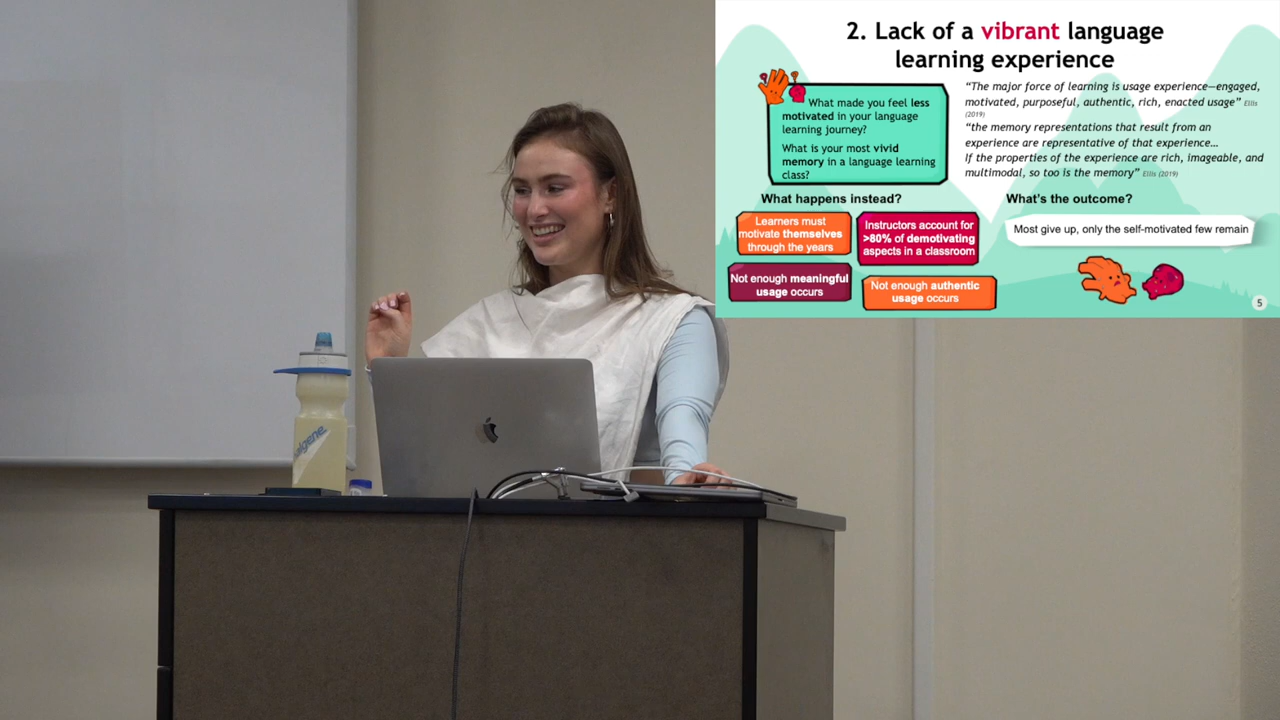 2. Lack of a vibrant language
learning experience
What made you feel less
motivated in your language
learning journey?
What is your most vivid
memory in a language learning
class?
“The major force of learning is usage experience—engaged,
motivated, purposeful, authentic, rich, enacted usage” Ellis
(2019)
“the memory representations that result from an
experience are representative of that experience…
If the properties of the experience are rich, imageable, and
multimodal, so too is the memory” Ellis (2019)
What happens instead?
Learners must
motivate themselves
through the years
Instructors account for
>80% of demotivating
aspects in a classroom
Not enough meaningful
usage occurs
Not enough authentic
usage occurs
What’s the outcome?
Most give up, only the self-motivated few remain
5